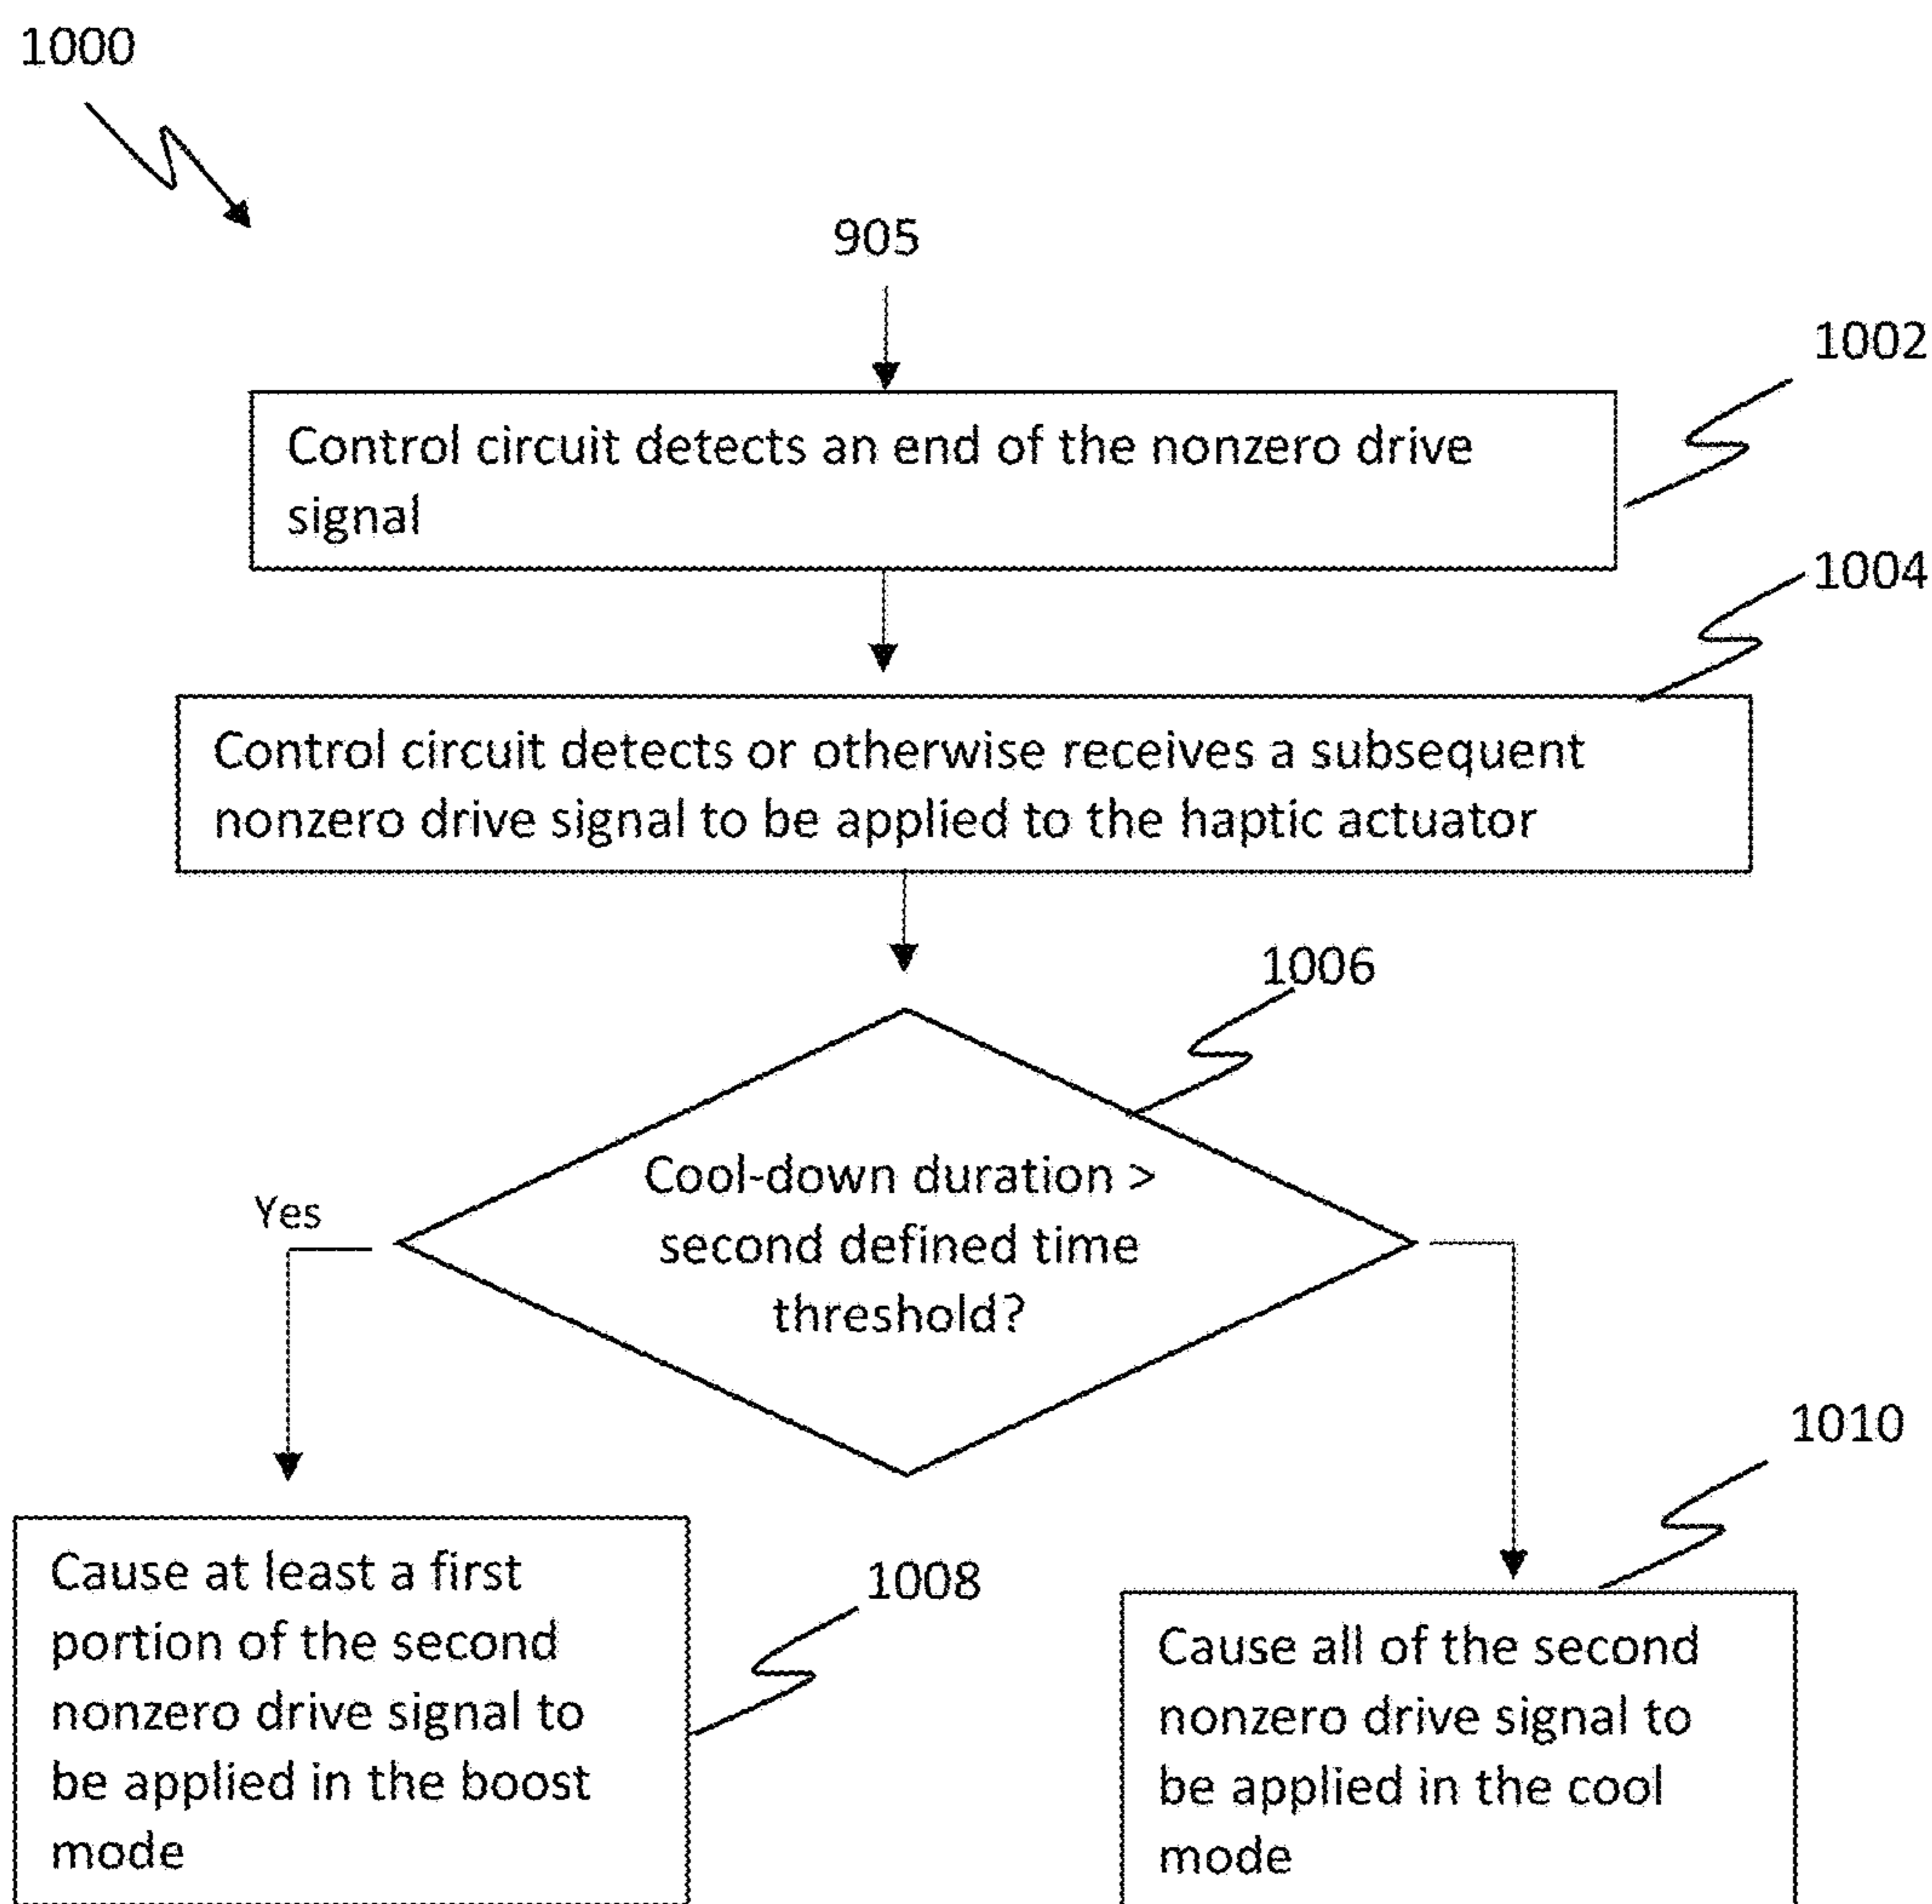 1000
905
1002
Control circuit detects an end of the nonzero drive
signal
1004
Control circuit detects or otherwise receives a subsequent
nonzero drive signal to be applied to the haptic actuator
1006
Cool-down duration >
second defined time
threshold?
Yes
1008
Cause at least a first
portion of the second
nonzero drive signal to
be applied in the boost
mode
1010
Cause all of the second
nonzero drive signal to
be applied in the cool
mode